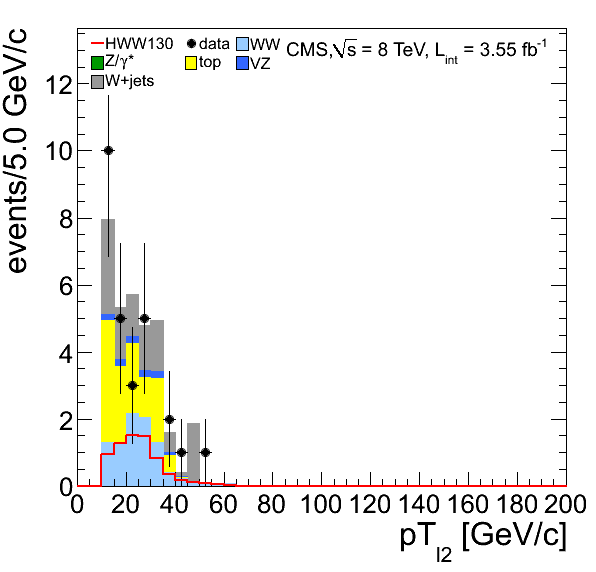 HWW130 data WW CMS,√s = 8 TeV, L_int = 3.55 fb⁻¹
Z/γ* top VZ
W+jets
events/5.0 GeV/c
12
10
8
6
4
2
0
0 20 40 60 80 100 120 140 160 180 200
pT_l2 [GeV/c]